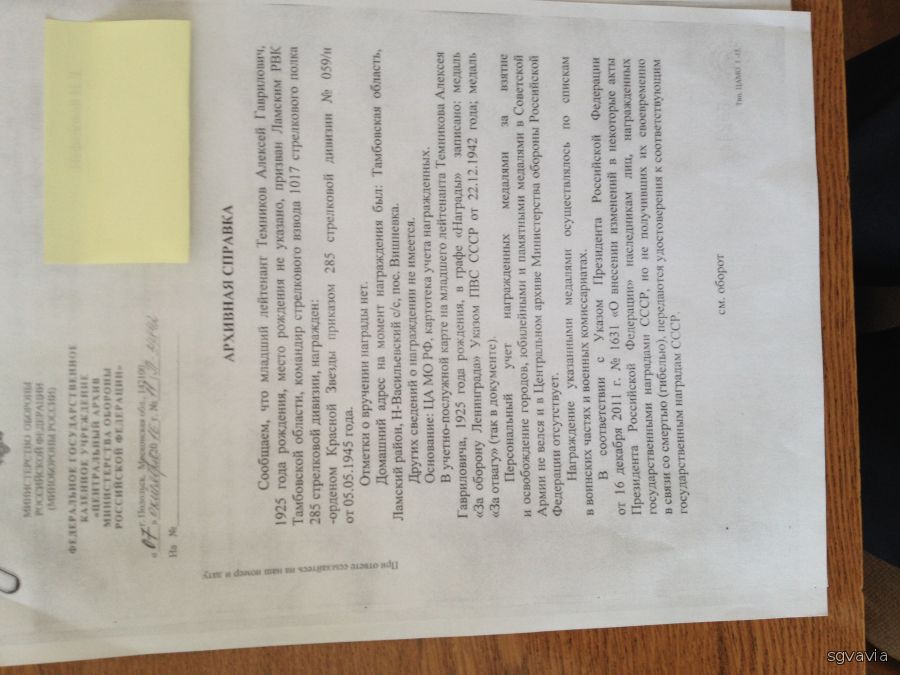 МИНИСТЕРСТВО ОБОРОНЫ
РОССИЙСКОЙ ФЕДЕРАЦИИ
(МИНОБОРОНЫ РОССИИ)
ФЕДЕРАЛЬНОЕ ГОСУДАРСТВЕННОЕ
КАЗЕННОЕ УЧРЕЖДЕНИЕ
«ЦЕНТРАЛЬНЫЙ АРХИВ
МИНИСТЕРСТВА ОБОРОНЫ
РОССИЙСКОЙ ФЕДЕРАЦИИ»
г. Подольск, Московская обл.,
«07» №
На №
АРХИВНАЯ СПРАВКА
Сообщаем, что младший лейтенант Темников Алексей Гаврилович,
1925 года рождения, место рождения не указано, призван Ламским РВК
Тамбовской области, командир стрелкового взвода 1017 стрелкового полка
285 стрелковой дивизии, награжден:
-орденом Красной Звезды приказом 285 стрелковой дивизии № 059/н
от 05.05.1945 года.
Отметки о вручении награды нет.
Домашний адрес на момент награждения был: Тамбовская область,
Ламский район, Н-Васильевский с/с, пос. Вишневка.
Других сведений о награждении не имеется.
Основание: ЦА МО РФ, картотека учета награжденных.
В учетно-послужной карте на младшего лейтенанта Темникова Алексея
Гавриловича, 1925 года рождения, в графе «Награды» записано: медаль
«За оборону Ленинграда» Указом ПВС СССР от 22.12.1942 года; медаль
«За отвагу» (так в документе).
Персональный учет награжденных медалями за взятие
и освобождение городов, юбилейными и памятными медалями в Советской
Армии не велся и в Центральном архиве Министерства обороны Российской
Федерации отсутствует.
Награждение указанными медалями осуществлялось по спискам
в воинских частях и военных комиссариатах.
В соответствии с Указом Президента Российской Федерации
от 16 декабря 2011 г. № 1631 «О внесении изменений в некоторые акты
Президента Российской Федерации» наследникам лиц, награжденных
государственными наградами СССР, но не получивших их своевременно
в связи со смертью (гибелью), передаются удостоверения к соответствующим
государственным наградам СССР.
см. оборот
Тип. ЦАМО
При ответе ссылайтесь на наш номер и дату
sgvavia